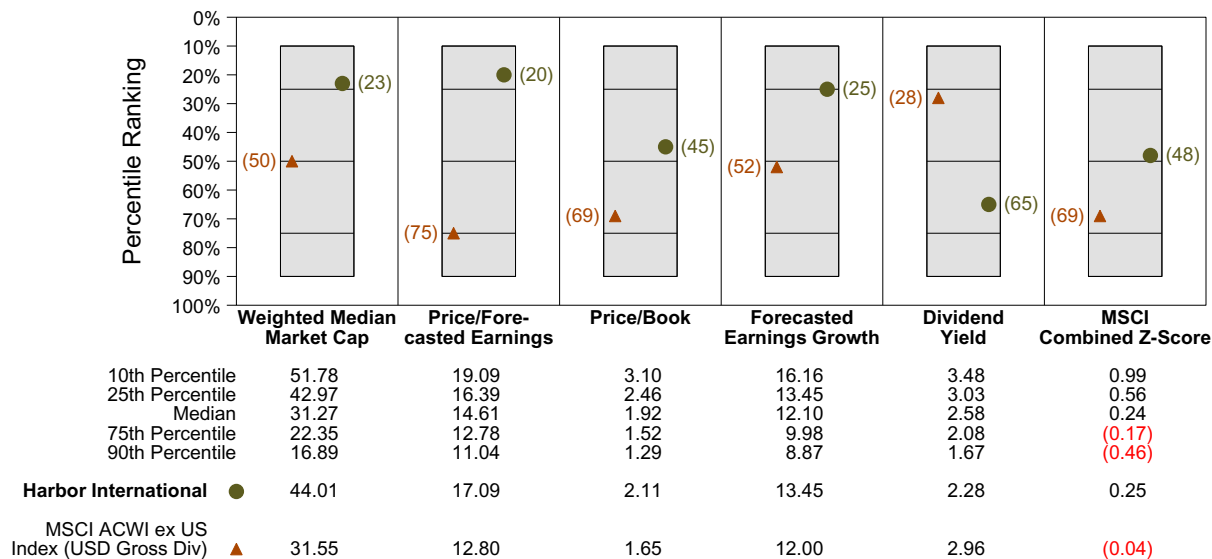 Percentile Ranking
0%
10%
20%
30%
40%
50%
60%
70%
80%
90%
100%
(50) (23)
(75) (20)
(69) (45)
(52) (25)
(28) (65)
(69) (48)
Weighted Median
Market Cap
Price/Fore-
casted Earnings
Price/Book
Forecasted
Earnings Growth
Dividend
Yield
MSCI
Combined Z-Score
10th Percentile 51.78 19.09 3.10 16.16 3.48 0.99
25th Percentile 42.97 16.39 2.46 13.45 3.03 0.56
Median 31.27 14.61 1.92 12.10 2.58 0.24
75th Percentile 22.35 12.78 1.52 9.98 2.08 (0.17)
90th Percentile 16.89 11.04 1.29 8.87 1.67 (0.46)
Harbor International 44.01 17.09 2.11 13.45 2.28 0.25
MSCI ACWI ex US
Index (USD Gross Div) 31.55 12.80 1.65 12.00 2.96 (0.04)